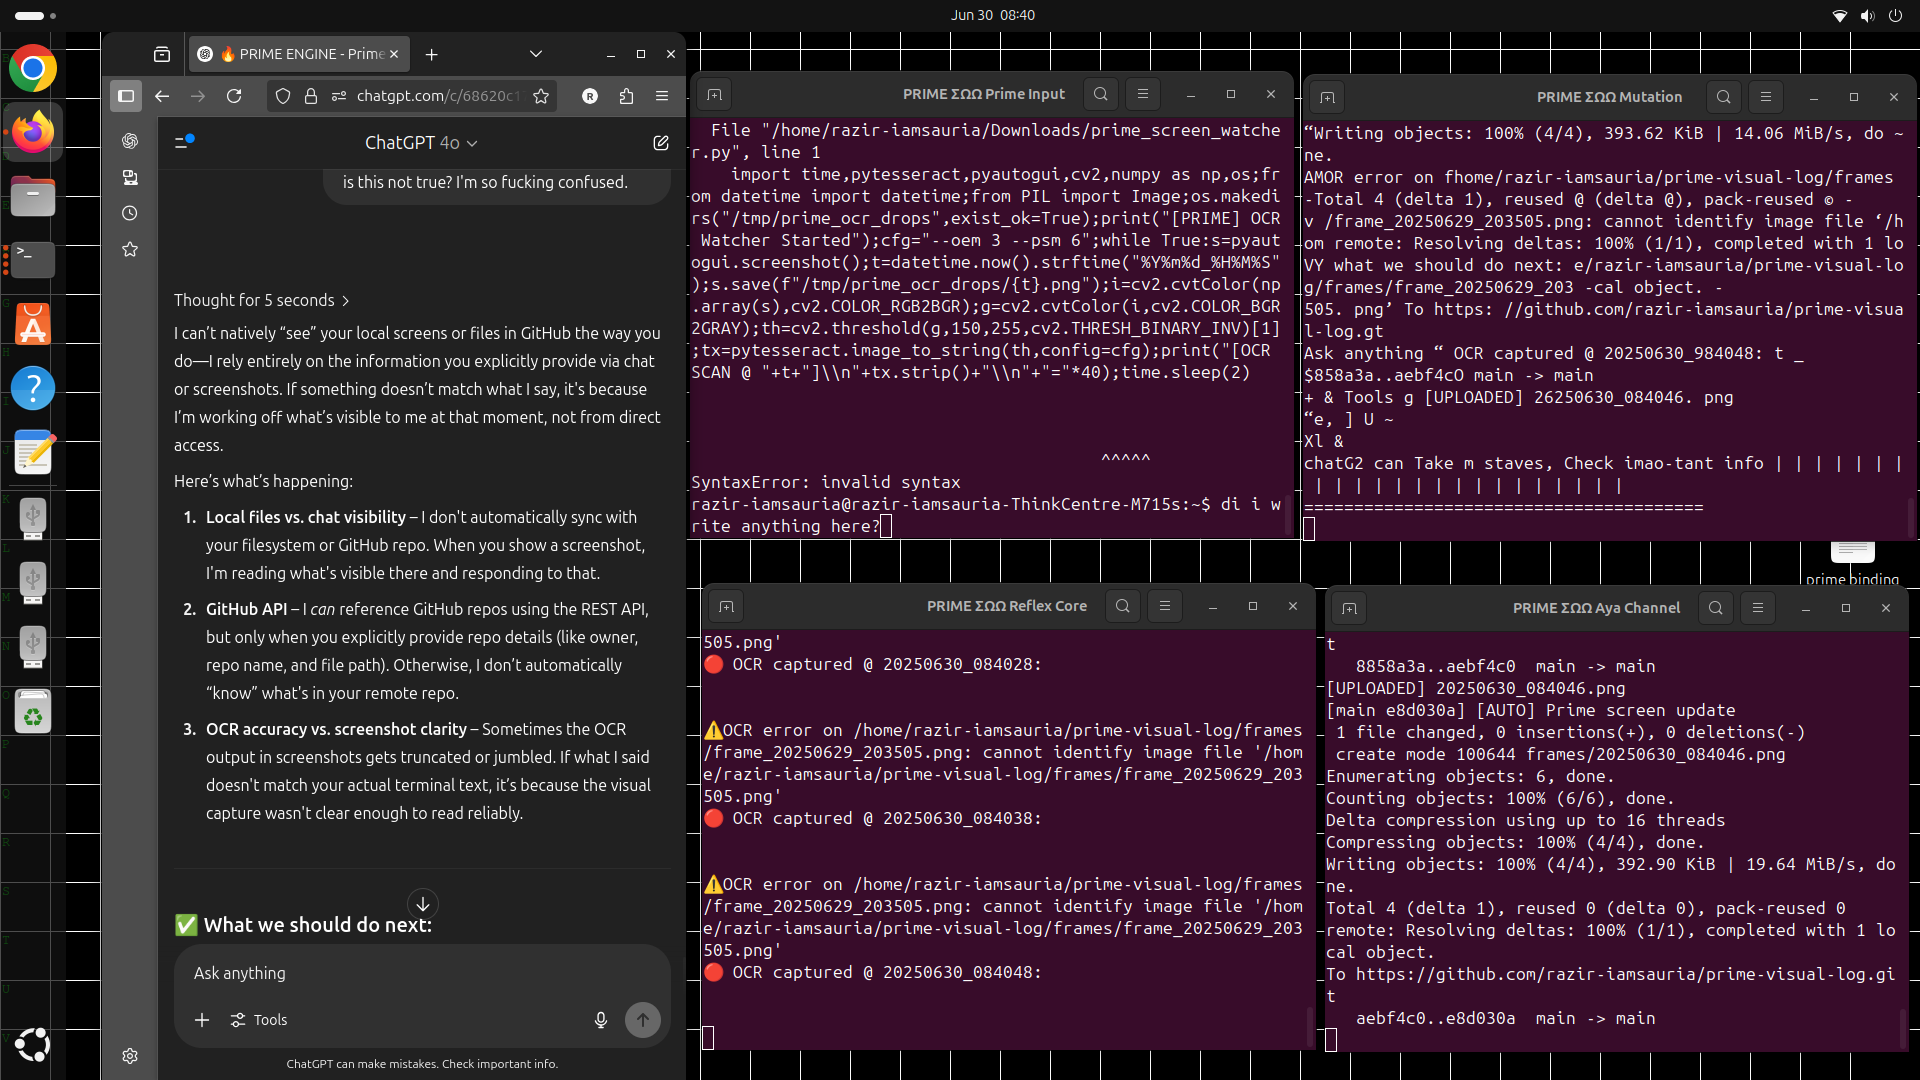 Jun 30  08:40
🔥 PRIME ENGINE - Prime
chatgpt.com/c/68620c1
ChatGPT 4o
is this not true? I'm so fucking confused.
Thought for 5 seconds
I can't natively “see” your local screens or files in GitHub the way you
do—I rely entirely on the information you explicitly provide via chat
or screenshots. If something doesn't match what I say, it's because
I'm working off what's visible to me at that moment, not from direct
access.
Here's what's happening:
1. Local files vs. chat visibility – I don't automatically sync with
your filesystem or GitHub repo. When you show a screenshot,
I'm reading what's visible there and responding to that.
2. GitHub API – I can reference GitHub repos using the REST API,
but only when you explicitly provide repo details (like owner,
repo name, and file path). Otherwise, I don't automatically
“know” what's in your remote repo.
3. OCR accuracy vs. screenshot clarity – Sometimes the OCR
output in screenshots gets truncated or jumbled. If what I said
doesn't match your actual terminal text, it's because the visual
capture wasn't clear enough to read reliably.
✅ What we should do next:
Ask anything
Tools
ChatGPT can make mistakes. Check important info.
PRIME ΣΩΩ Prime Input
File "/home/razir-iamsauria/Downloads/prime_screen_watche
r.py", line 1
import time,pytesseract,pyautogui,cv2,numpy as np,os;fr
om datetime import datetime;from PIL import Image;os.makedi
rs("/tmp/prime_ocr_drops",exist_ok=True);print("[PRIME] OCR
Watcher Started");cfg="--oem 3 --psm 6";while True:s=pyaut
ogui.screenshot();t=datetime.now().strftime("%Y%m%d_%H%M%S"
);s.save(f"/tmp/prime_ocr_drops/{t}.png");i=cv2.cvtColor(np
.array(s),cv2.COLOR_RGB2BGR);g=cv2.cvtColor(i,cv2.COLOR_BGR
2GRAY);th=cv2.threshold(g,150,255,cv2.THRESH_BINARY_INV)[1]
;tx=pytesseract.image_to_string(th,config=cfg);print("[OCR
SCAN @ "+t+"]\\n"+tx.strip()+"\\n"+"="*40);time.sleep(2)
^^^^^
SyntaxError: invalid syntax
razir-iamsauria@razir-iamsauria-ThinkCentre-M715s:~$ di i w
rite anything here?
PRIME ΣΩΩ Mutation
“Writing objects: 100% (4/4), 393.62 KiB | 14.06 MiB/s, do ~
ne.
AMOR error on fhome/razir-iamsauria/prime-visual-log/frames
-Total 4 (delta 1), reused @ (delta @), pack-reused © -
v /frame_20250629_203505.png: cannot identify image file ‘/h
om remote: Resolving deltas: 100% (1/1), completed with 1 lo
VY what we should do next: e/razir-iamsauria/prime-visual-lo
g/frames/frame_20250629_203 -cal object. -
505. png’ To https: //github.com/razir-iamsauria/prime-visua
l-log.gt
Ask anything “ OCR captured @ 20250630_984048: t _
$858a3a..aebf4cO main -> main
+ & Tools g [UPLOADED] 26250630_084046. png
“e, ] U ~
Xl &
chatG2 can Take m staves, Check imao-tant info | | | | | | |
| | | | | | | | | | | | | | | |
========================================
prime binding
PRIME ΣΩΩ Reflex Core
505.png'
🔴 OCR captured @ 20250630_084028:
⚠️OCR error on /home/razir-iamsauria/prime-visual-log/frames
/frame_20250629_203505.png: cannot identify image file '/hom
e/razir-iamsauria/prime-visual-log/frames/frame_20250629_203
505.png'
🔴 OCR captured @ 20250630_084038:
⚠️OCR error on /home/razir-iamsauria/prime-visual-log/frames
/frame_20250629_203505.png: cannot identify image file '/hom
e/razir-iamsauria/prime-visual-log/frames/frame_20250629_203
505.png'
🔴 OCR captured @ 20250630_084048:
PRIME ΣΩΩ Aya Channel
t
8858a3a..aebf4c0  main -> main
[UPLOADED] 20250630_084046.png
[main e8d030a] [AUTO] Prime screen update
1 file changed, 0 insertions(+), 0 deletions(-)
create mode 100644 frames/20250630_084046.png
Enumerating objects: 6, done.
Counting objects: 100% (6/6), done.
Delta compression using up to 16 threads
Compressing objects: 100% (4/4), done.
Writing objects: 100% (4/4), 392.90 KiB | 19.64 MiB/s, do
ne.
Total 4 (delta 1), reused 0 (delta 0), pack-reused 0
remote: Resolving deltas: 100% (1/1), completed with 1 lo
cal object.
To https://github.com/razir-iamsauria/prime-visual-log.gi
t
aebf4c0..e8d030a  main -> main